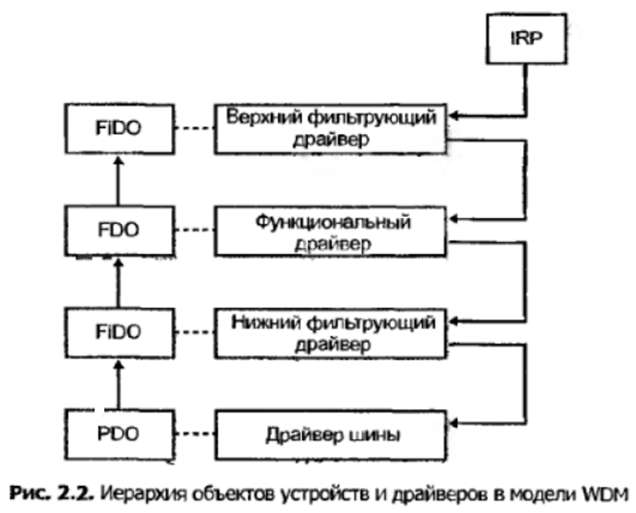 IRP
FiDO
Верхний фильтрующий
драйвер
FDO
Функциональный
драйвер
FiDO
Нижний фильтрующий
драйвер
PDO
Драйвер шины
Рис. 2.2. Иерархия объектов устройств и драйверов в модели WDM